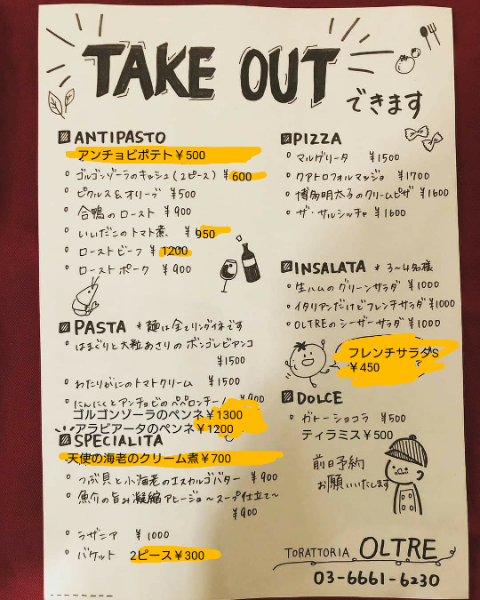 TAKE OUT
できます
ANTIPASTO
アンチョビポテト¥500
ゴルゴンゾーラのキッシュ(2ピース) ¥600
ピクルス&オリーブ ¥500
合鴨のロースト ¥900
いいだこのトマト煮 ¥950
ローストビーフ ¥1200
ローストポーク ¥900
PASTA *麺は全てリングイネです
はまぐりと大粒あさりのボンゴレビアンコ
¥1500
わたりがにのトマトクリーム ¥1500
にんにくとアンチョビのペペロンチーノ ¥900
ゴルゴンゾーラのペンネ¥1300
アラビアータのペンネ¥1200
SPECIALITA
天使の海老のクリーム煮¥700
つぶ貝と小海老のエスカルゴバター ¥900
魚介の旨み凝縮アヒージョ〜スープ仕立て〜
¥900
ラザニア ¥1000
バケット 2ピース¥300
PIZZA
マルゲリータ ¥1500
クアトロフォルマッジョ ¥1700
博多明太子のクリームピザ ¥1600
ザ・サルシッチャ ¥1600
INSALATA *3〜4名様
生ハムのグリーンサラダ ¥1000
イタリアンだけどフレンチサラダ ¥1000
OLTREのシーザーサラダ ¥1000
フレンチサラダS
¥450
DOLCE
ガトーショコラ ¥500
ティラミス¥500
前日予約
お願いいたします
TORATTORIA OLTRE
03-6661-6230